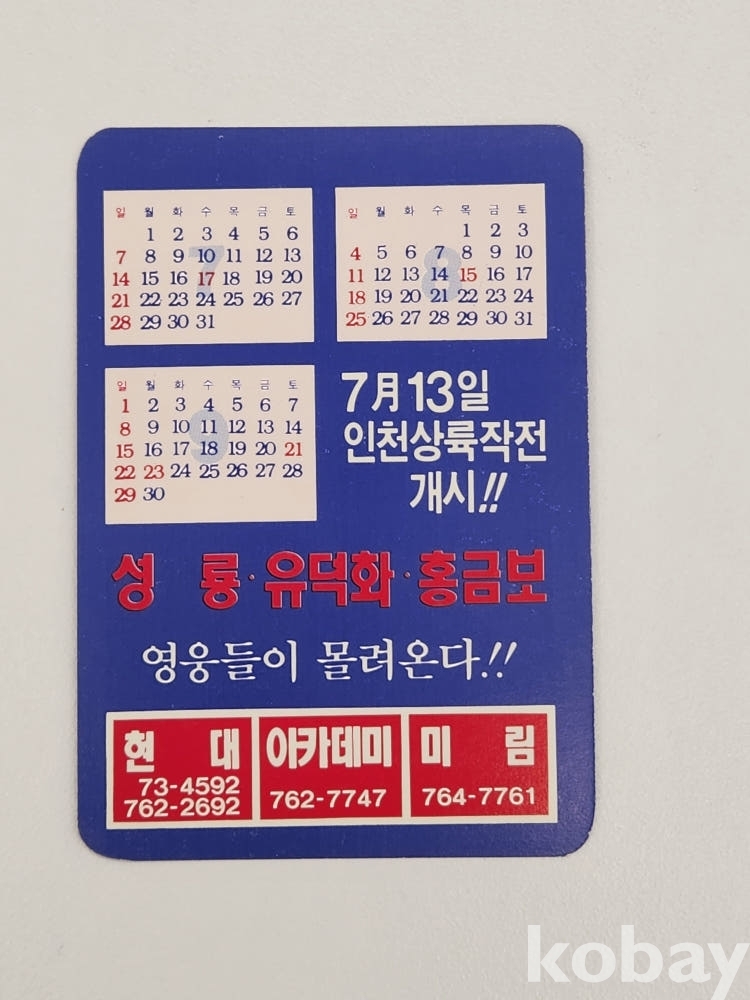 7
일 월 화 수 목 금 토
1 2 3 4 5 6
7 8 9 10 11 12 13
14 15 16 17 18 19 20
21 22 23 24 25 26 27
28 29 30 31
8
일 월 화 수 목 금 토
1 2 3
4 5 6 7 8 9 10
11 12 13 14 15 16 17
18 19 20 21 22 23 24
25 26 27 28 29 30 31
9
일 월 화 수 목 금 토
1 2 3 4 5 6 7
8 9 10 11 12 13 14
15 16 17 18 19 20 21
22 23 24 25 26 27 28
29 30
7月13일
인천상륙작전
개시!!
성 룡·유덕화·홍금보
영웅들이 몰려온다!!
현 대
73-4592
762-2692
아카데미
762-7747
미 림
764-7761
kobay